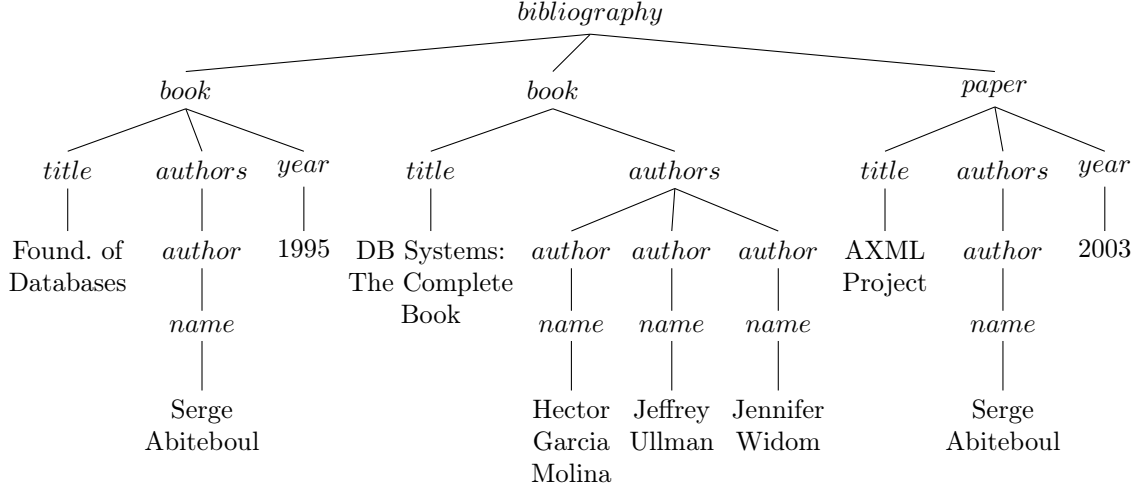 bibliography
book book paper
title authors year title authors title authors year
Found. of author 1995 DB Systems: author author author AXML author 2003
Databases The Complete Project
Book
name name name name name
Serge Hector Jeffrey Jennifer Serge
Abiteboul Garcia Ullman Widom Abiteboul
Molina